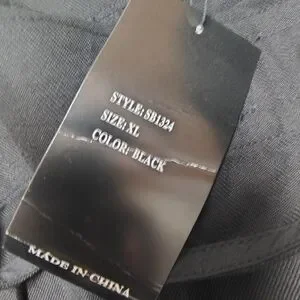 STYLE: SB1324
SIZE: XL
COLOR: BLACK
MADE IN CHINA